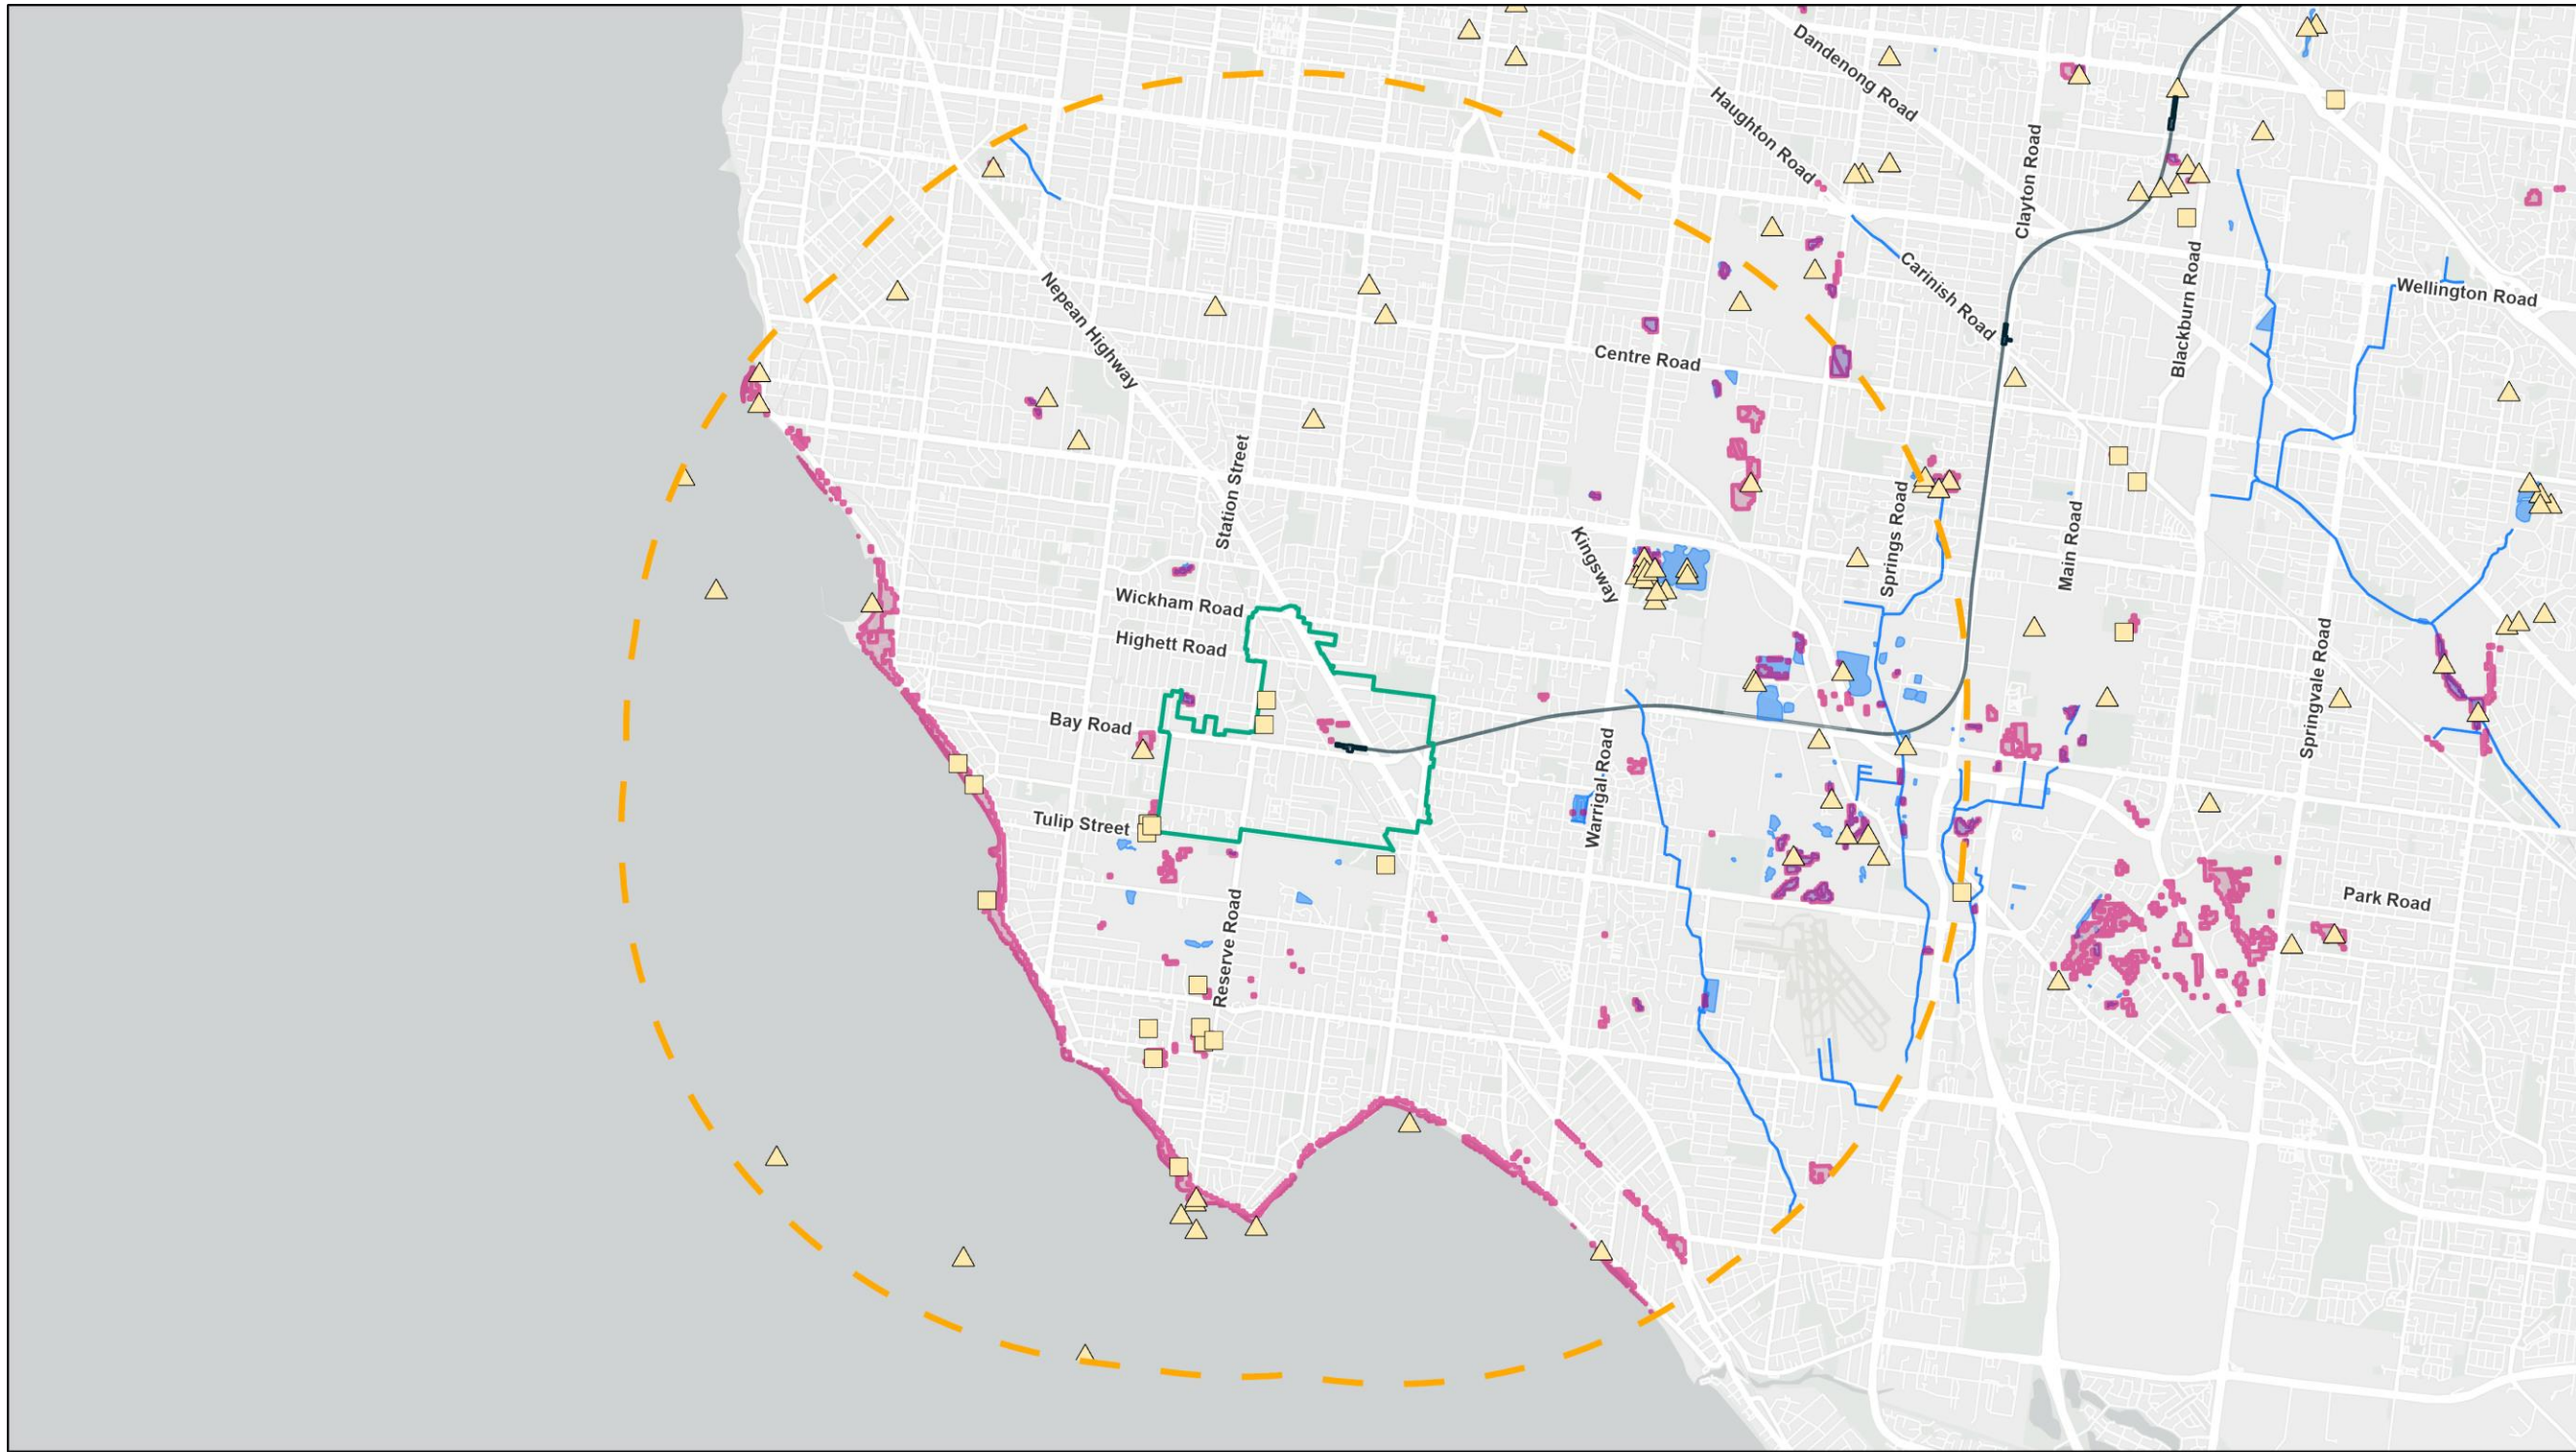 Dandenong Road
Haughton Road
Clayton Road
Carinish Road
Wellington Road
Blackburn Road
Nepean Highway
Centre Road
Station Street
Springs Road
Main Road
Kingsway
Wickham Road
Highett Road
Springvale Road
Bay Road
Warrigal Road
Tulip Street
Park Road
Reserve Road